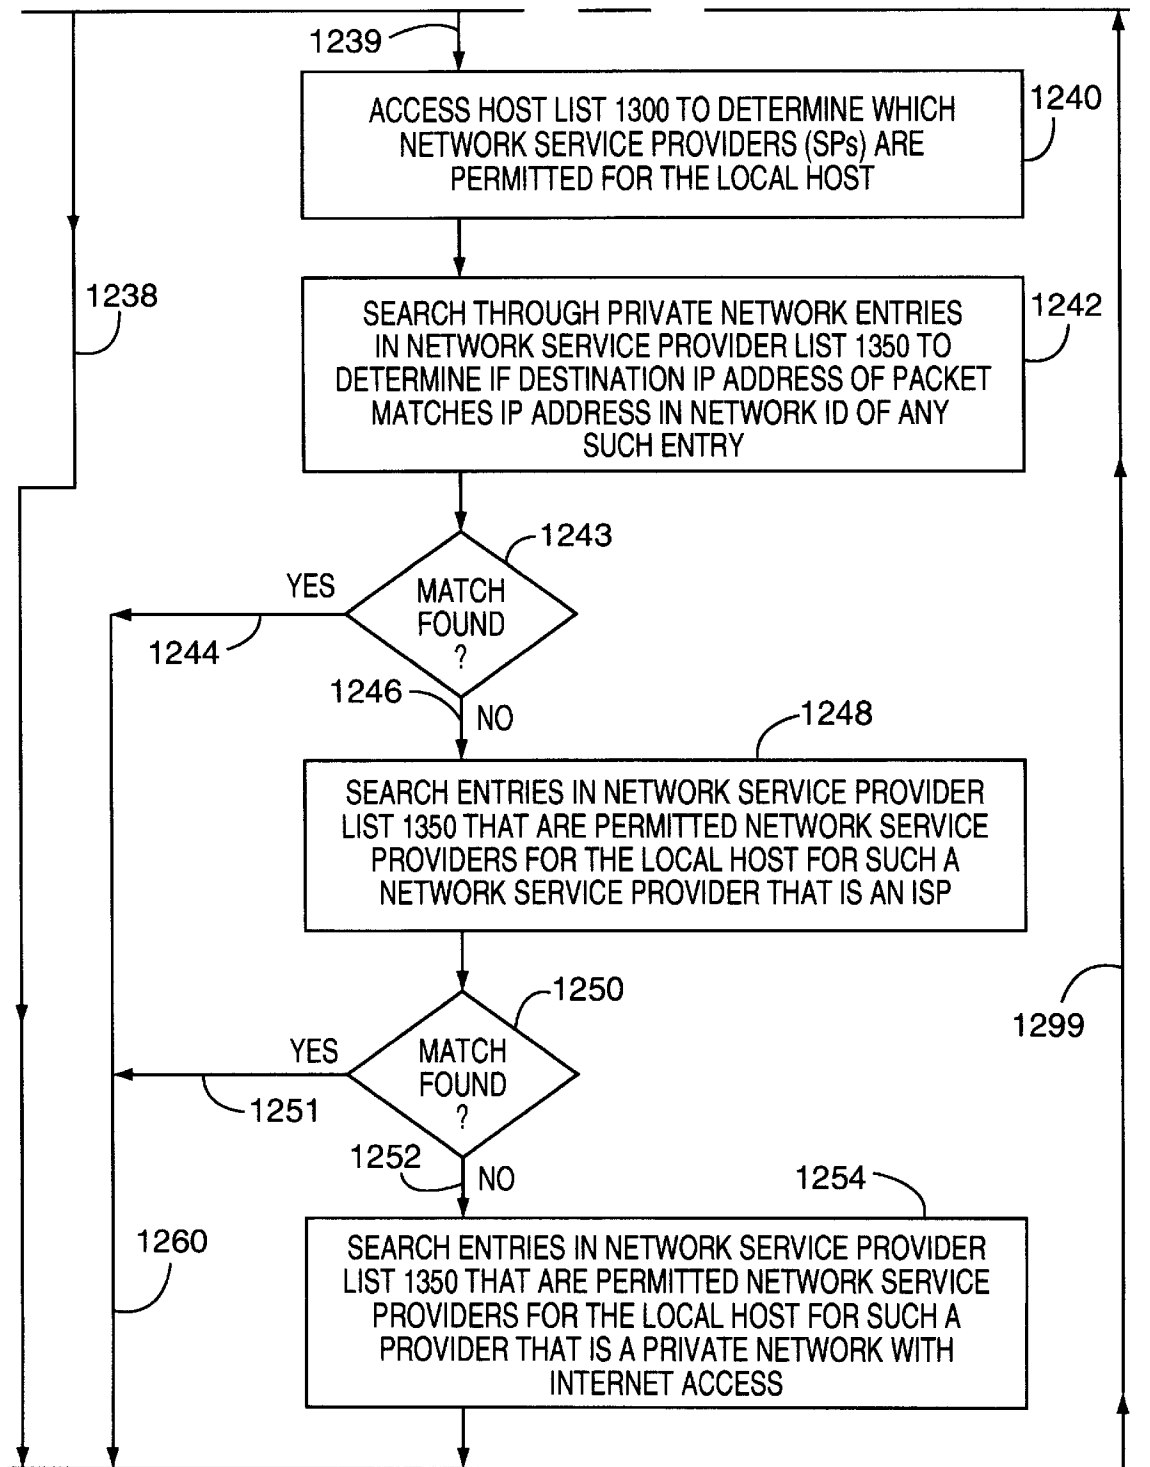 1239
1240
ACCESS HOST LIST 1300 TO DETERMINE WHICH
NETWORK SERVICE PROVIDERS (SPs) ARE
PERMITTED FOR THE LOCAL HOST
1238
1242
SEARCH THROUGH PRIVATE NETWORK ENTRIES
IN NETWORK SERVICE PROVIDER LIST 1350 TO
DETERMINE IF DESTINATION IP ADDRESS OF PACKET
MATCHES IP ADDRESS IN NETWORK ID OF ANY
SUCH ENTRY
1243
YES
MATCH
FOUND
?
1244
1246
NO
1248
SEARCH ENTRIES IN NETWORK SERVICE PROVIDER
LIST 1350 THAT ARE PERMITTED NETWORK SERVICE
PROVIDERS FOR THE LOCAL HOST FOR SUCH A
NETWORK SERVICE PROVIDER THAT IS AN ISP
1250
1299
YES
MATCH
FOUND
?
1251
1252
NO
1254
1260
SEARCH ENTRIES IN NETWORK SERVICE PROVIDER
LIST 1350 THAT ARE PERMITTED NETWORK SERVICE
PROVIDERS FOR THE LOCAL HOST FOR SUCH A
PROVIDER THAT IS A PRIVATE NETWORK WITH
INTERNET ACCESS